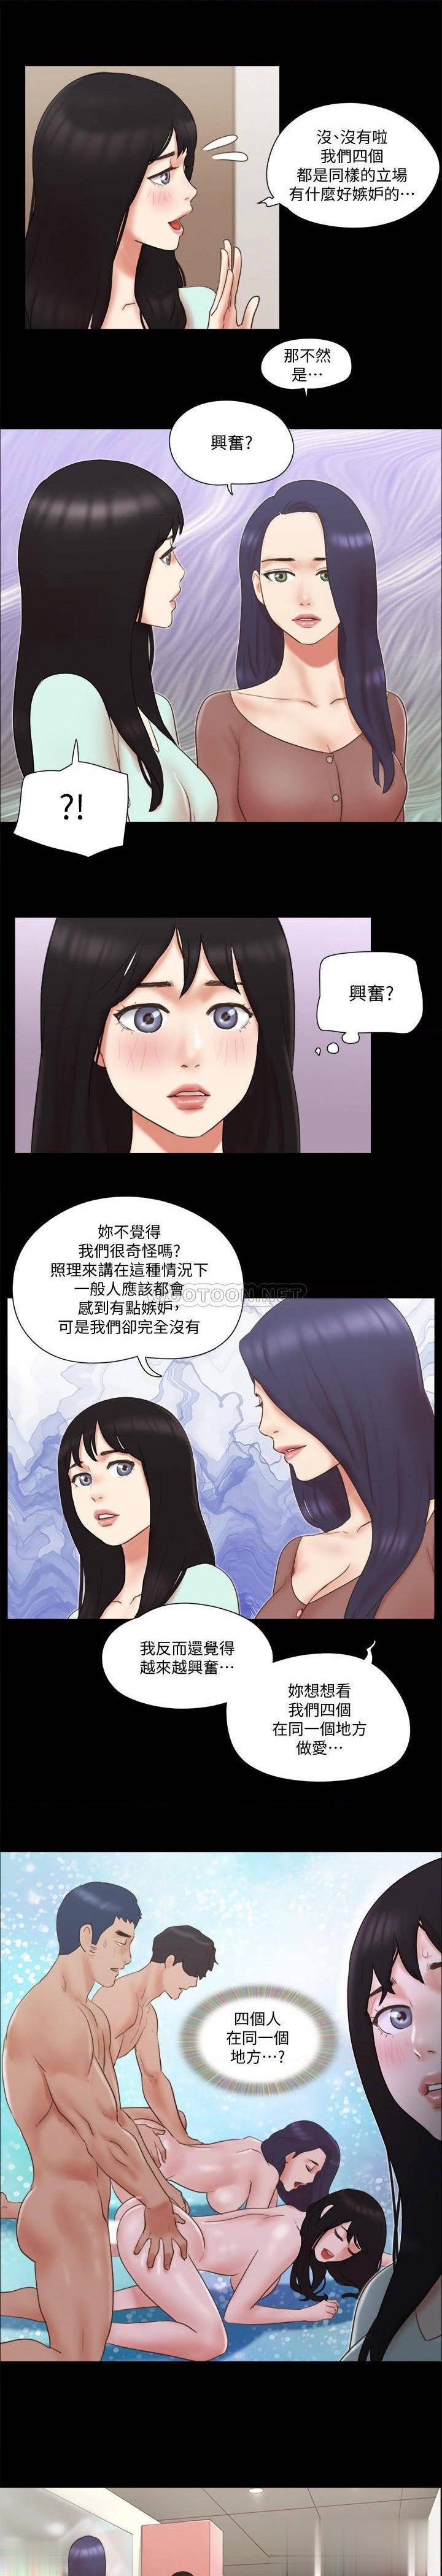 沒、沒有啦
我們四個
都是同樣的立場
有什麼好嫉妒的…
那不然
是…
興奮?
?!
興奮?
妳不覺得
我們很奇怪嗎?
照理來講在這種情況下
一般人應該都會
感到有點嫉妒，
可是我們卻完全沒有
我反而還覺得
越來越興奮…
妳想想看
我們四個
在同一個地方
做愛…
四個人
在同一個
地方…?